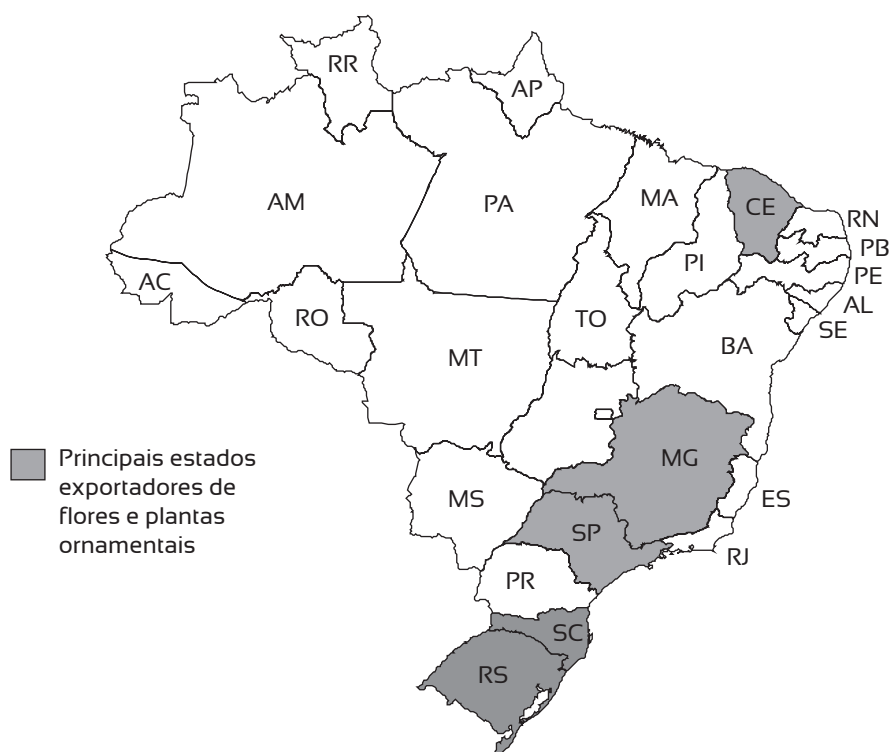 RR
AP
AM
PA
MA
CE
RN
PB
PI
PE
AC
AL
RO
TO
SE
BA
MT
Principais estados
exportadores de
flores e plantas
ornamentais
MG
MS
ES
SP
RJ
PR
SC
RS